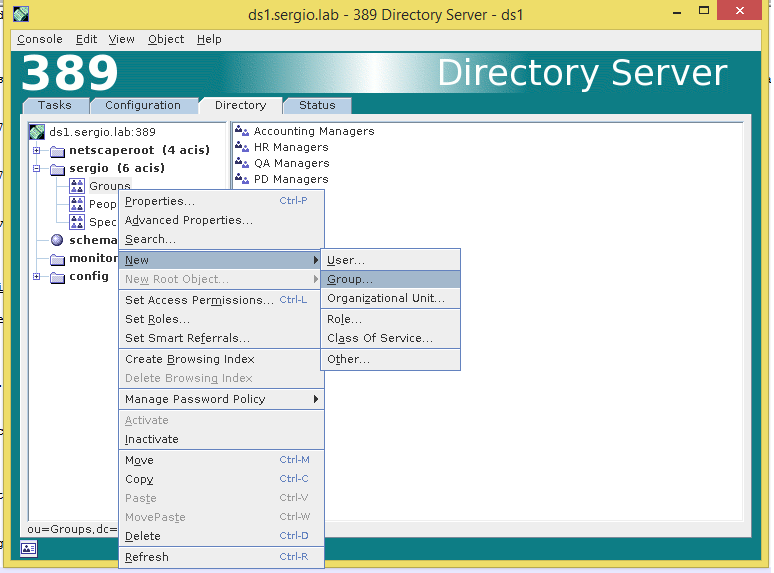 ds1.sergio.lab - 389 Directory Server - ds1
Console Edit View Object Help
389 Directory Server
Tasks Configuration Directory Status
ds1.sergio.lab:389
netscaperoot (4 acis)
sergio (6 acis)
Groups
Peop
Spec
schema
monitor
config
Accounting Managers
HR Managers
QA Managers
PD Managers
Properties... Ctrl-P
Advanced Properties...
Search...
New
New Root Object...
Set Access Permissions... Ctrl-L
Set Roles...
Set Smart Referrals...
Create Browsing Index
Delete Browsing Index
Manage Password Policy
Activate
Inactivate
Move Ctrl-M
Copy Ctrl-C
Paste Ctrl-V
MovePaste Ctrl-W
Delete Ctrl-D
Refresh Ctrl-R
User...
Group...
Organizational Unit...
Role...
Class Of Service...
Other...
ou=Groups,dc=